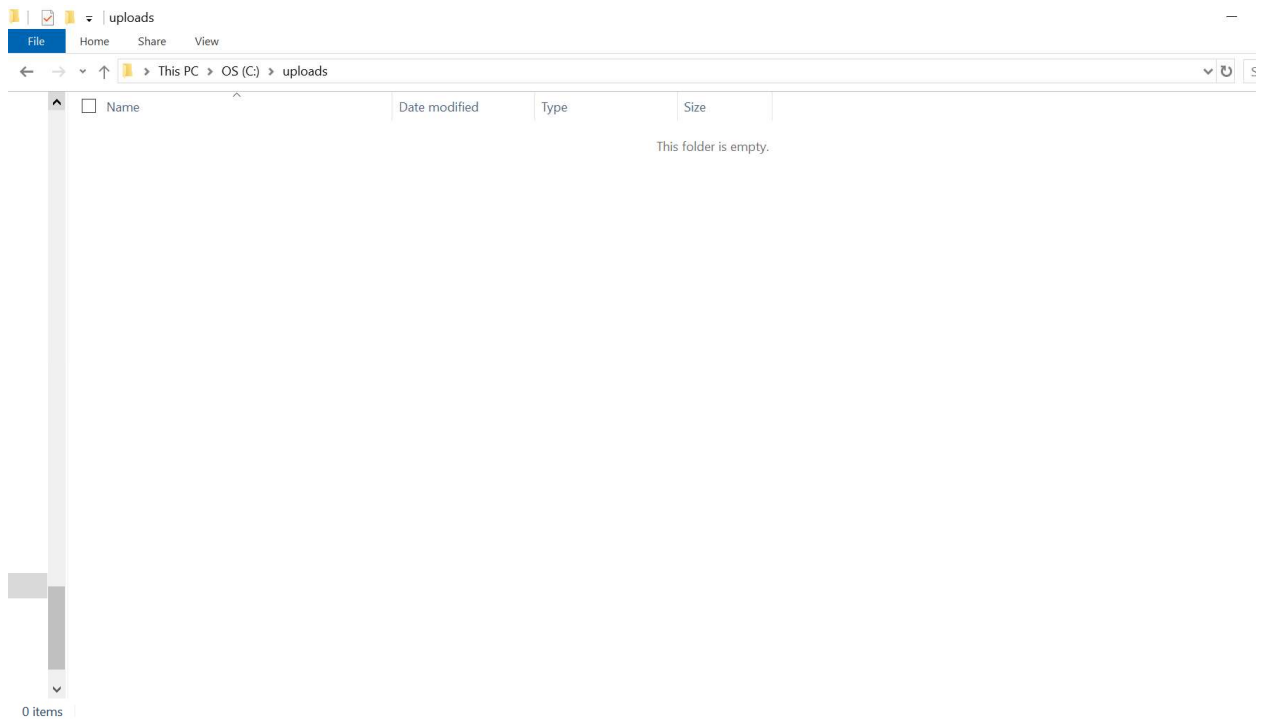 uploads
File Home Share View
This PC OS (C:) uploads
Name Date modified Type Size
This folder is empty.
0 items